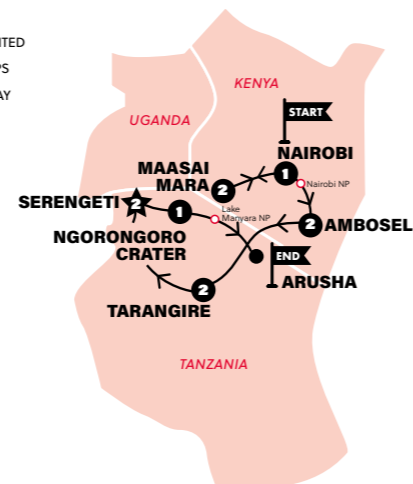 TED
PS
AY
KENYA
START
UGANDA
NAIROBI
1
Nairobi NP
MAASAI
MARA
2
SERENGETI
2
1
Lake
Manyara NP
2
AMBOSEL
NGORONGORO
CRATER
END
ARUSHA
2
TARANGIRE
TANZANIA